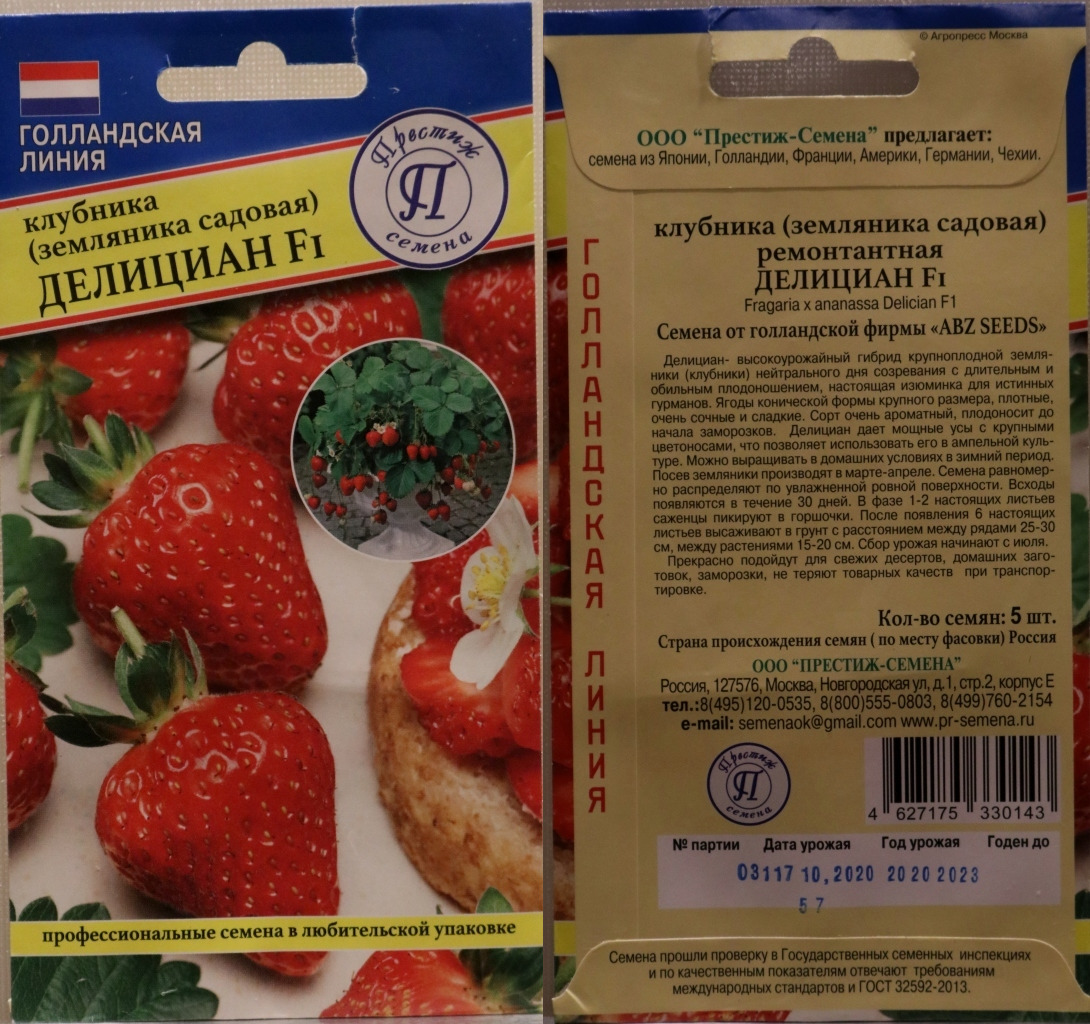 ГОЛЛАНДСКАЯ
ЛИНИЯ
Престиж
П
семена
клубника
(земляника садовая)
ДЕЛИЦИАН F1
профессиональные семена в любительской упаковке
© Агропресс Москва
ООО “Престиж-Семена” предлагает:
семена из Японии, Голландии, Франции, Америки, Германии, Чехии.
ГОЛЛАНДСКАЯ ЛИНИЯ
клубника (земляника садовая)
ремонтантная
ДЕЛИЦИАН F1
Fragaria x ananassa Delician F1
Семена от голландской фирмы «ABZ SEEDS»
Делициан- высокоурожайный гибрид крупноплодной земля-
ники (клубники) нейтрального дня созревания с длительным и
обильным плодоношением, настоящая изюминка для истинных
гурманов. Ягоды конической формы крупного размера, плотные,
очень сочные и сладкие. Сорт очень ароматный, плодоносит до
начала заморозков. Делициан дает мощные усы с крупными
цветоносами, что позволяет использовать его в ампельной куль-
туре. Можно выращивать в домашних условиях в зимний период.
Посев земляники производят в марте-апреле. Семена равномер-
но распределяют по увлажненной ровной поверхности. Всходы
появляются в течение 30 дней. В фазе 1-2 настоящих листьев
саженцы пикируют в горшочки. После появления 6 настоящих
листьев высаживают в грунт с расстоянием между рядами 25-30
см, между растениями 15-20 см. Сбор урожая начинают с июля.
Прекрасно подойдут для свежих десертов, домашних заго-
товок, заморозки, не теряют товарных качеств при транспор-
тировке.
Кол-во семян: 5 шт.
Страна происхождения семян ( по месту фасовки) Россия
ООО “ПРЕСТИЖ-СЕМЕНА”
Россия, 127576, Москва, Новгородская ул, д.1, стр.2, корпус Е
тел.:8(495)120-0535, 8(800)555-0803, 8(499)760-2154
e-mail: semenaok@gmail.com www.pr-semena.ru
Престиж
П
семена
4 627175 330143
№ партии Дата урожая Год урожая Годен до
03117 10,2020 2020 2023
57
Семена прошли проверку в Государственных семенных инспекциях
и по качественным показателям отвечают требованиям
международных стандартов и ГОСТ 32592-2013.